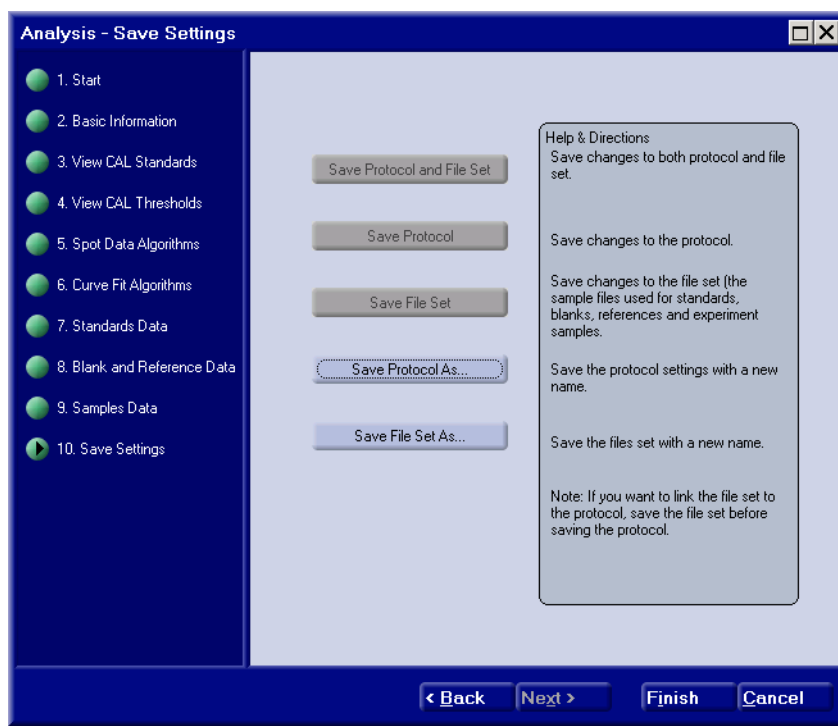 Analysis - Save Settings
1. Start
2. Basic Information
3. View CAL Standards
4. View CAL Thresholds
5. Spot Data Algorithms
6. Curve Fit Algorithms
7. Standards Data
8. Blank and Reference Data
9. Samples Data
10. Save Settings
Save Protocol and File Set
Save Protocol
Save File Set
Save Protocol As...
Save File Set As...
Help & Directions
Save changes to both protocol and file
set.
Save changes to the protocol.
Save changes to the file set (the
sample files used for standards,
blanks, references and experiment
samples.
Save the protocol settings with a new
name.
Save the files set with a new name.
Note: If you want to link the file set to
the protocol, save the file set before
saving the protocol.
< Back
Next >
Finish
Cancel